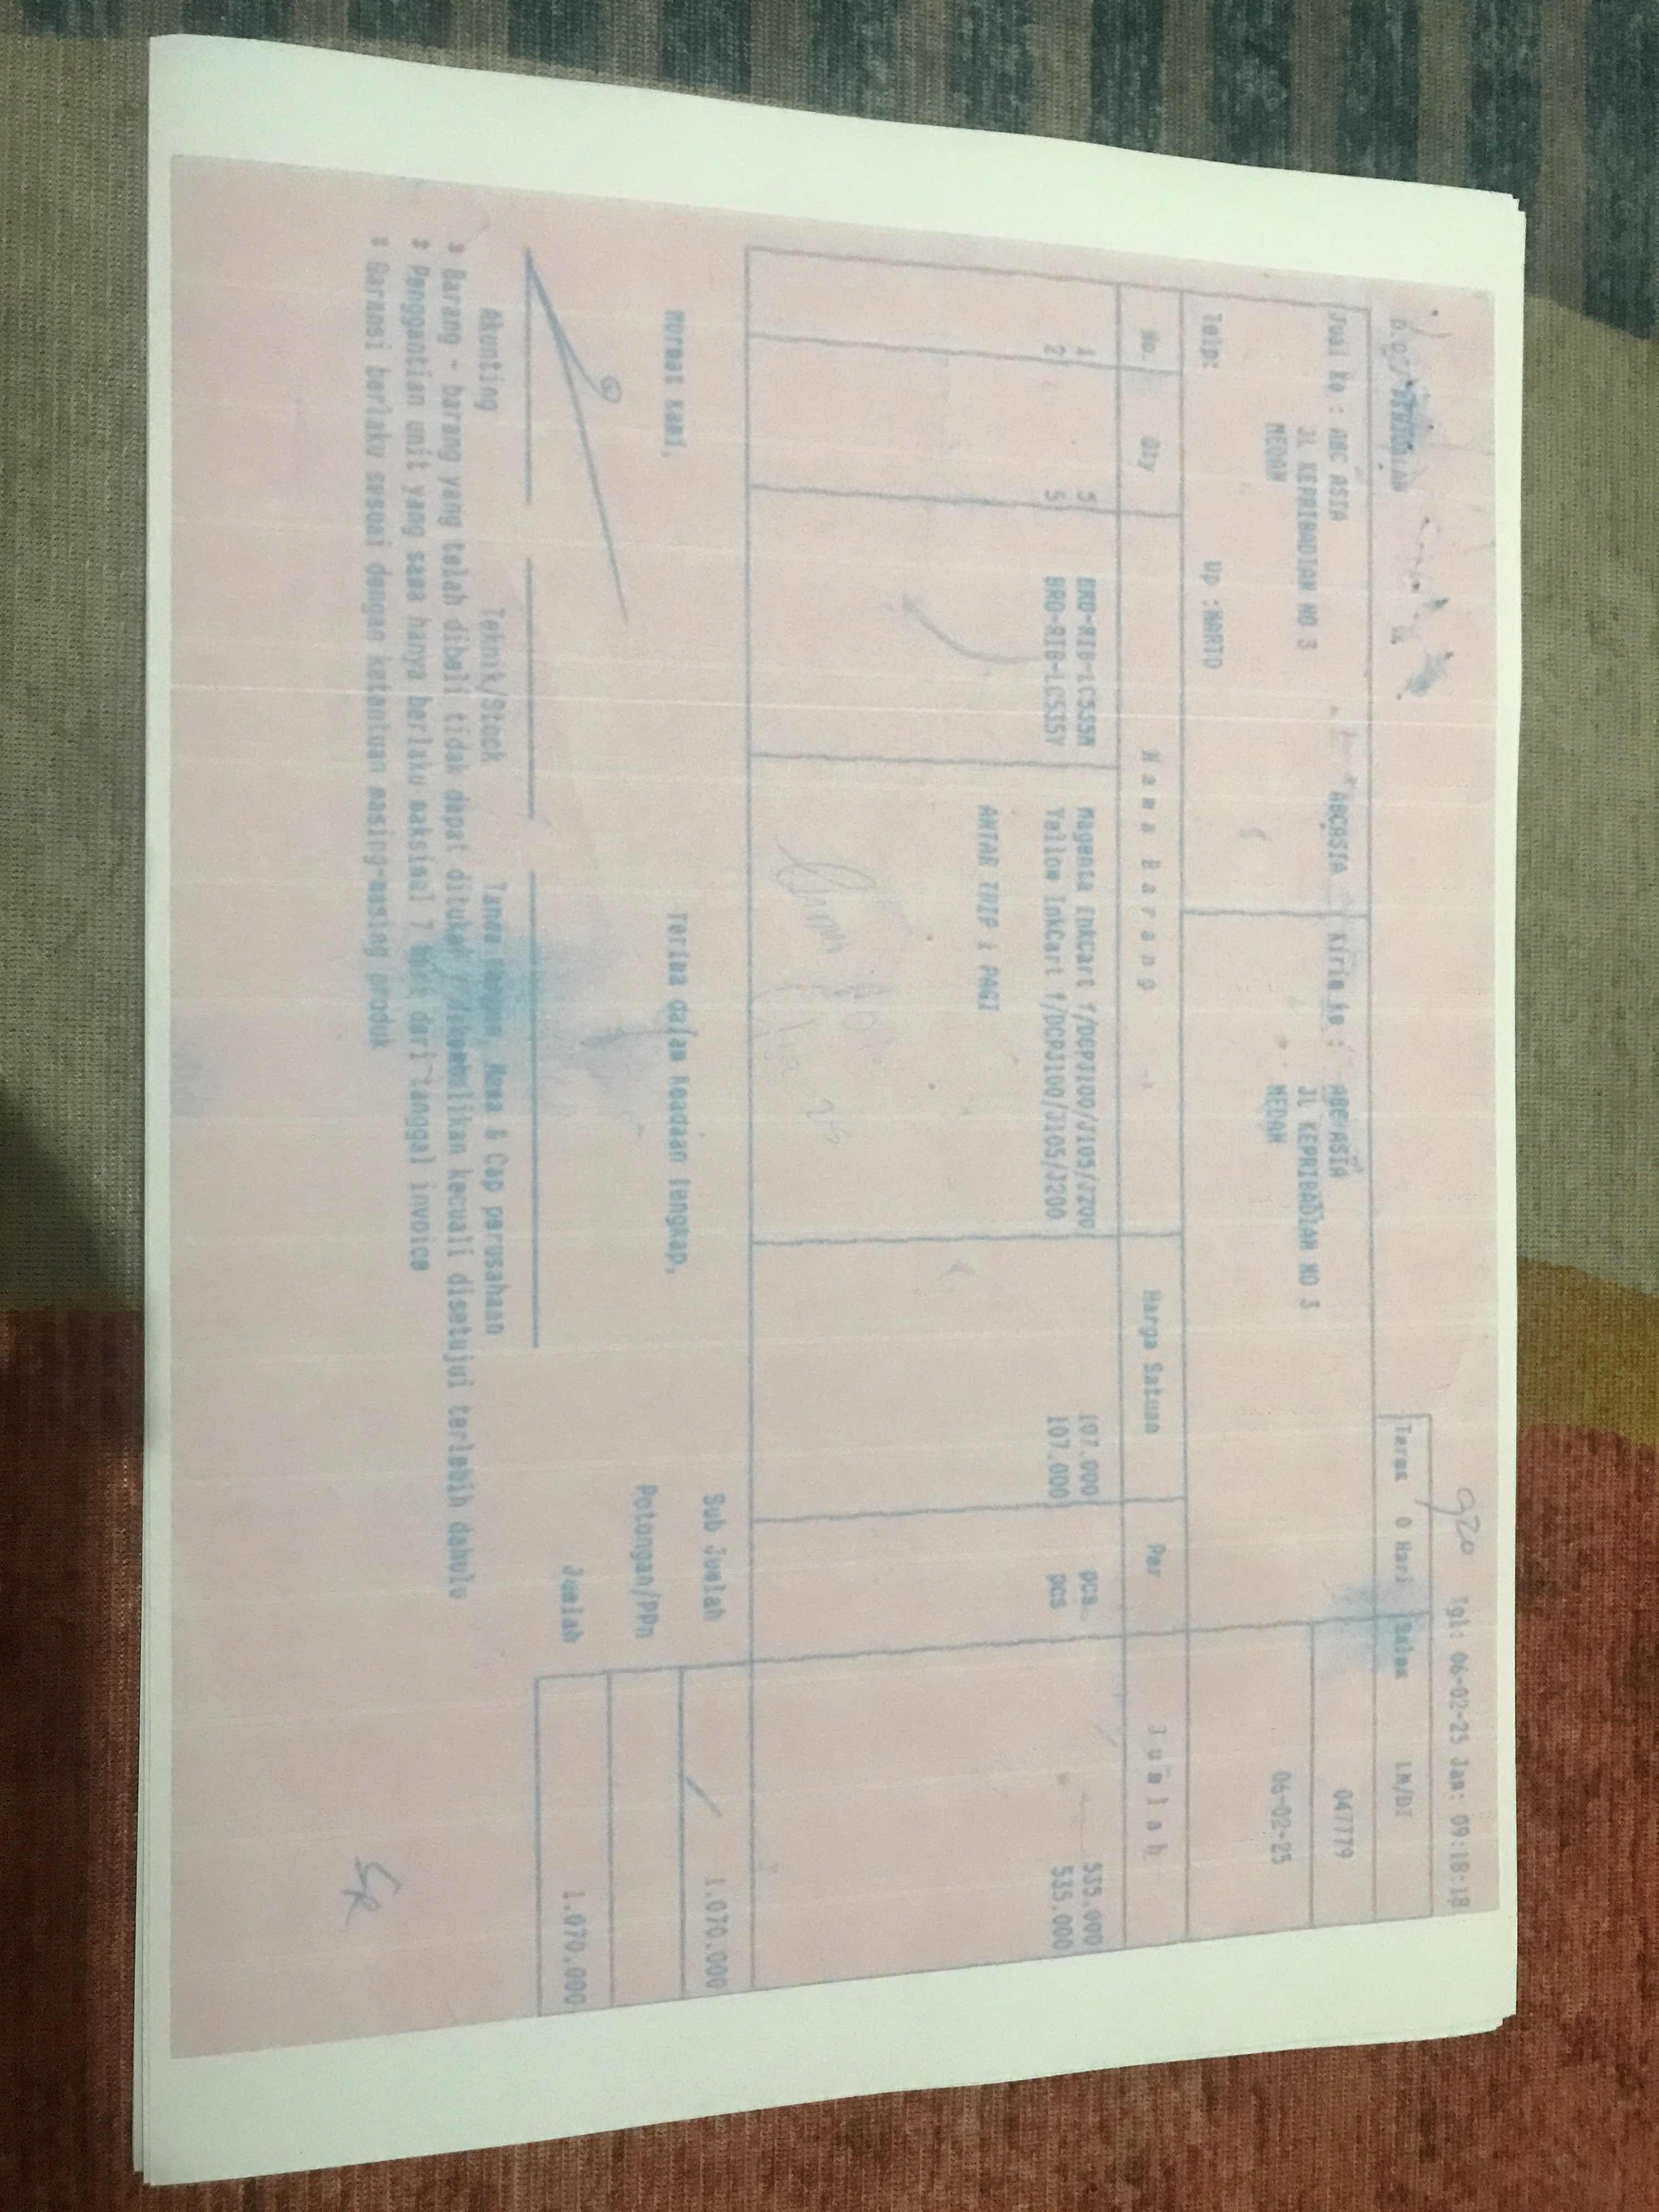 920 Tgl: 06-02-25 Jam: 09:18:18
Terms 0 Hari Sales LM/DI
Jual ke : ABC ASIA ABCASIA Kirim ke : ABC ASIA 047779
JL KEPRIBADIAN NO 3 JL KEPRIBADIAN NO 3
MEDAN MEDAN 06-02-25
Telp: Up :MARTO
No. Qty Nama Barang Harga Satuan Per Jumlah
1 5 BRO-RIB-LC535M Magenta InkCart f/DCPJ100/J105/J200 107.000 pcs 535.000
2 5 BRO-RIB-LC535Y Yellow InkCart f/DCPJ100/J105/J200 107.000 pcs 535.000
ANTAR TRIP : PAGI
Hormat kami, Terima dalam keadaan lengkap, Sub Jumlah 1.070.000
Potongan/PPn
Jumlah 1.070.000
Akunting Teknik/Stock Tanda tangan, Nama & Cap perusahaan
* Barang - barang yang telah dibeli tidak dapat ditukar / dikembalikan kecuali disetujui terlebih dahulu
* Penggantian unit yang sama hanya berlaku maksimal 7 hari dari tanggal invoice
* Garansi berlaku sesuai dengan ketentuan masing-masing produk